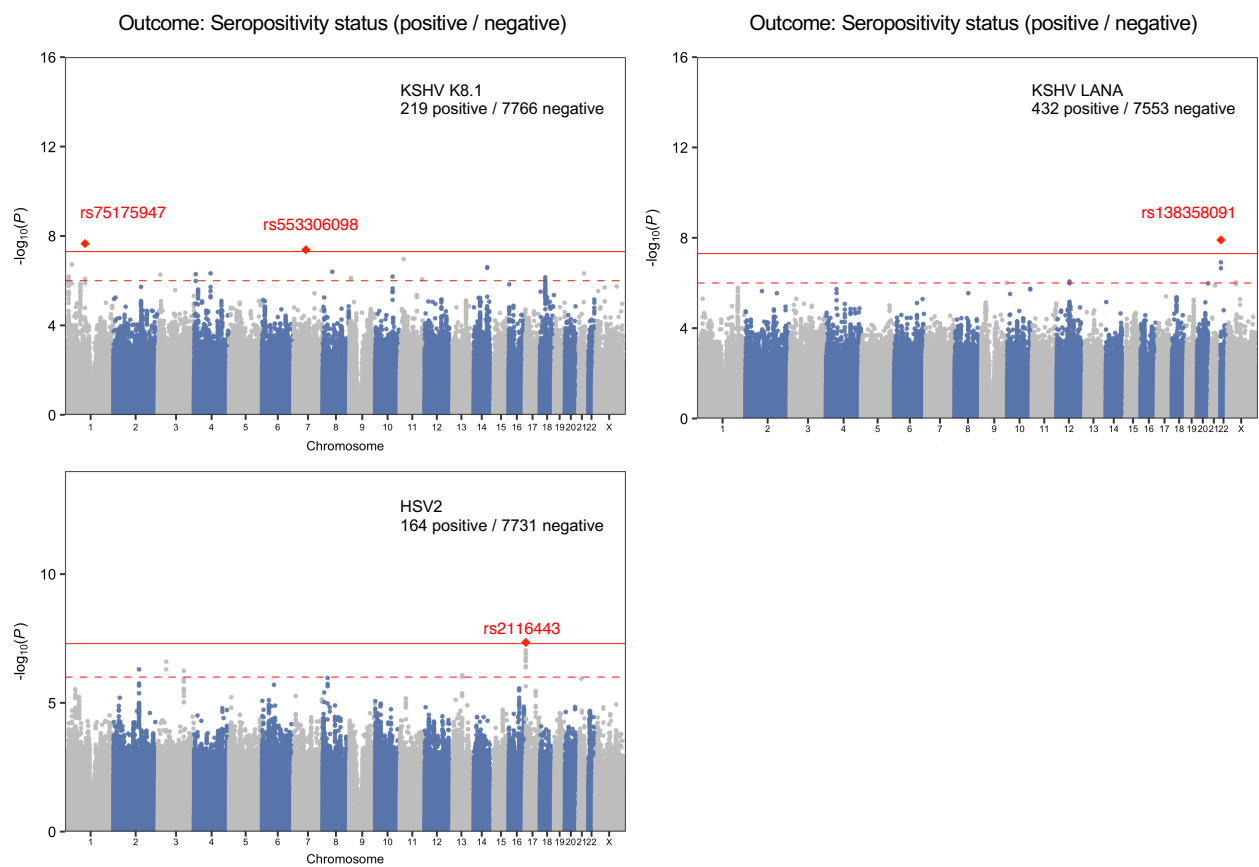 Outcome: Seropositivity status (positive / negative)
16
12
8
4
0
-log10(P)
KSHV K8.1
219 positive / 7766 negative
rs75175947
rs553306098
1 2 3 4 5 6 7 8 9 10 11 12 13 14 15 16 17 18 19 20 21 22 X
Chromosome
Outcome: Seropositivity status (positive / negative)
16
12
8
4
0
-log10(P)
KSHV LANA
432 positive / 7553 negative
rs138358091
1 2 3 4 5 6 7 8 9 10 11 12 13 14 15 16 17 18 19 20 21 22 X
10
5
0
-log10(P)
HSV2
164 positive / 7731 negative
rs2116443
1 2 3 4 5 6 7 8 9 10 11 12 13 14 15 16 17 18 19 20 21 22 X
Chromosome